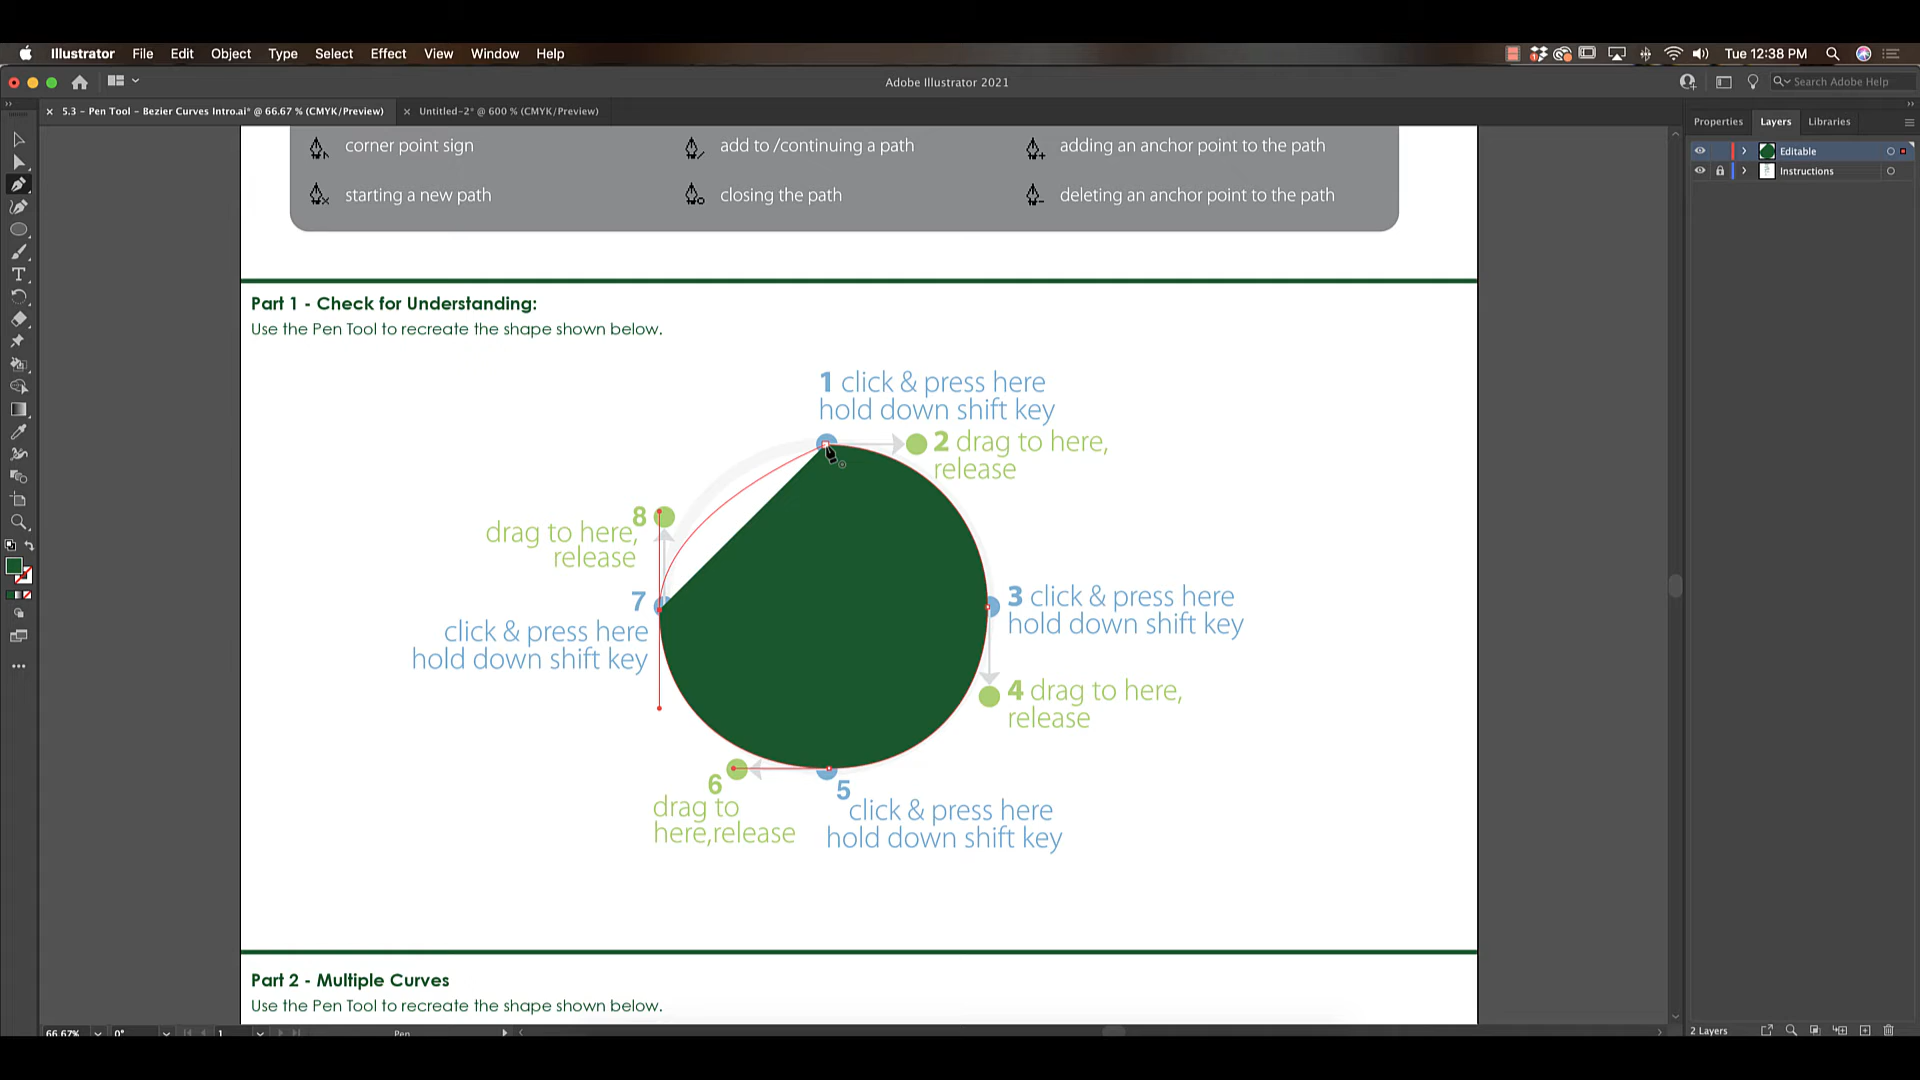 Illustrator File Edit Object Type Select Effect View Window Help Tue 12:38 PM
Adobe Illustrator 2021 Search Adobe Help
5.3 – Pen Tool – Bezier Curves Intro.ai* @ 66.67 % (CMYK/Preview) Untitled-2* @ 600 % (CMYK/Preview)
Properties Layers Libraries
Editable
Instructions
corner point sign add to /continuing a path adding an anchor point to the path
starting a new path closing the path deleting an anchor point to the path
Part 1 - Check for Understanding:
Use the Pen Tool to recreate the shape shown below.
1 click & press here
hold down shift key
2 drag to here,
release
8
drag to here,
release
7
click & press here
hold down shift key
3 click & press here
hold down shift key
4 drag to here,
release
6
drag to
here,release
5
click & press here
hold down shift key
Part 2 - Multiple Curves
Use the Pen Tool to recreate the shape shown below.
66.67% 0° 1 Pen
2 Layers